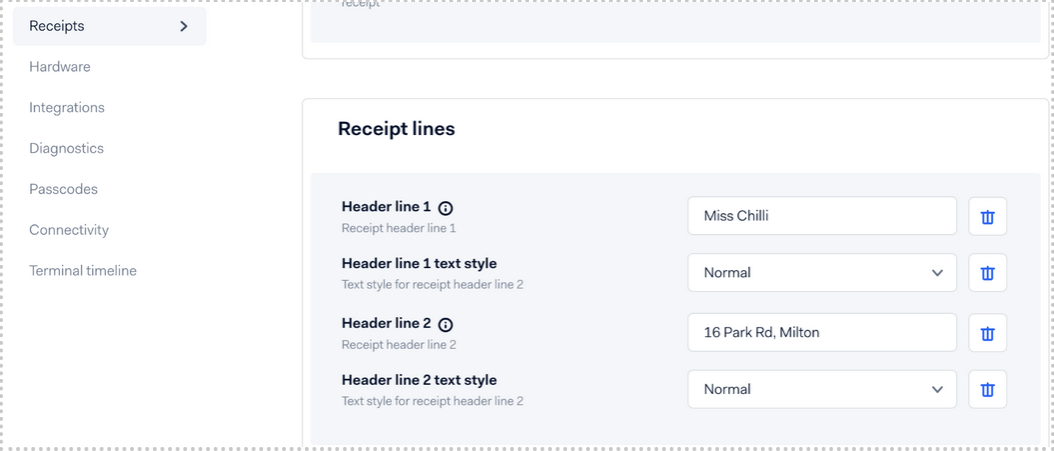 Receipts
Hardware
Integrations
Diagnostics
Passcodes
Connectivity
Terminal timeline
receipt
Receipt lines
Header line 1
Receipt header line 1
Miss Chilli
Header line 1 text style
Text style for receipt header line 2
Normal
Header line 2
Receipt header line 2
16 Park Rd, Milton
Header line 2 text style
Text style for receipt header line 2
Normal